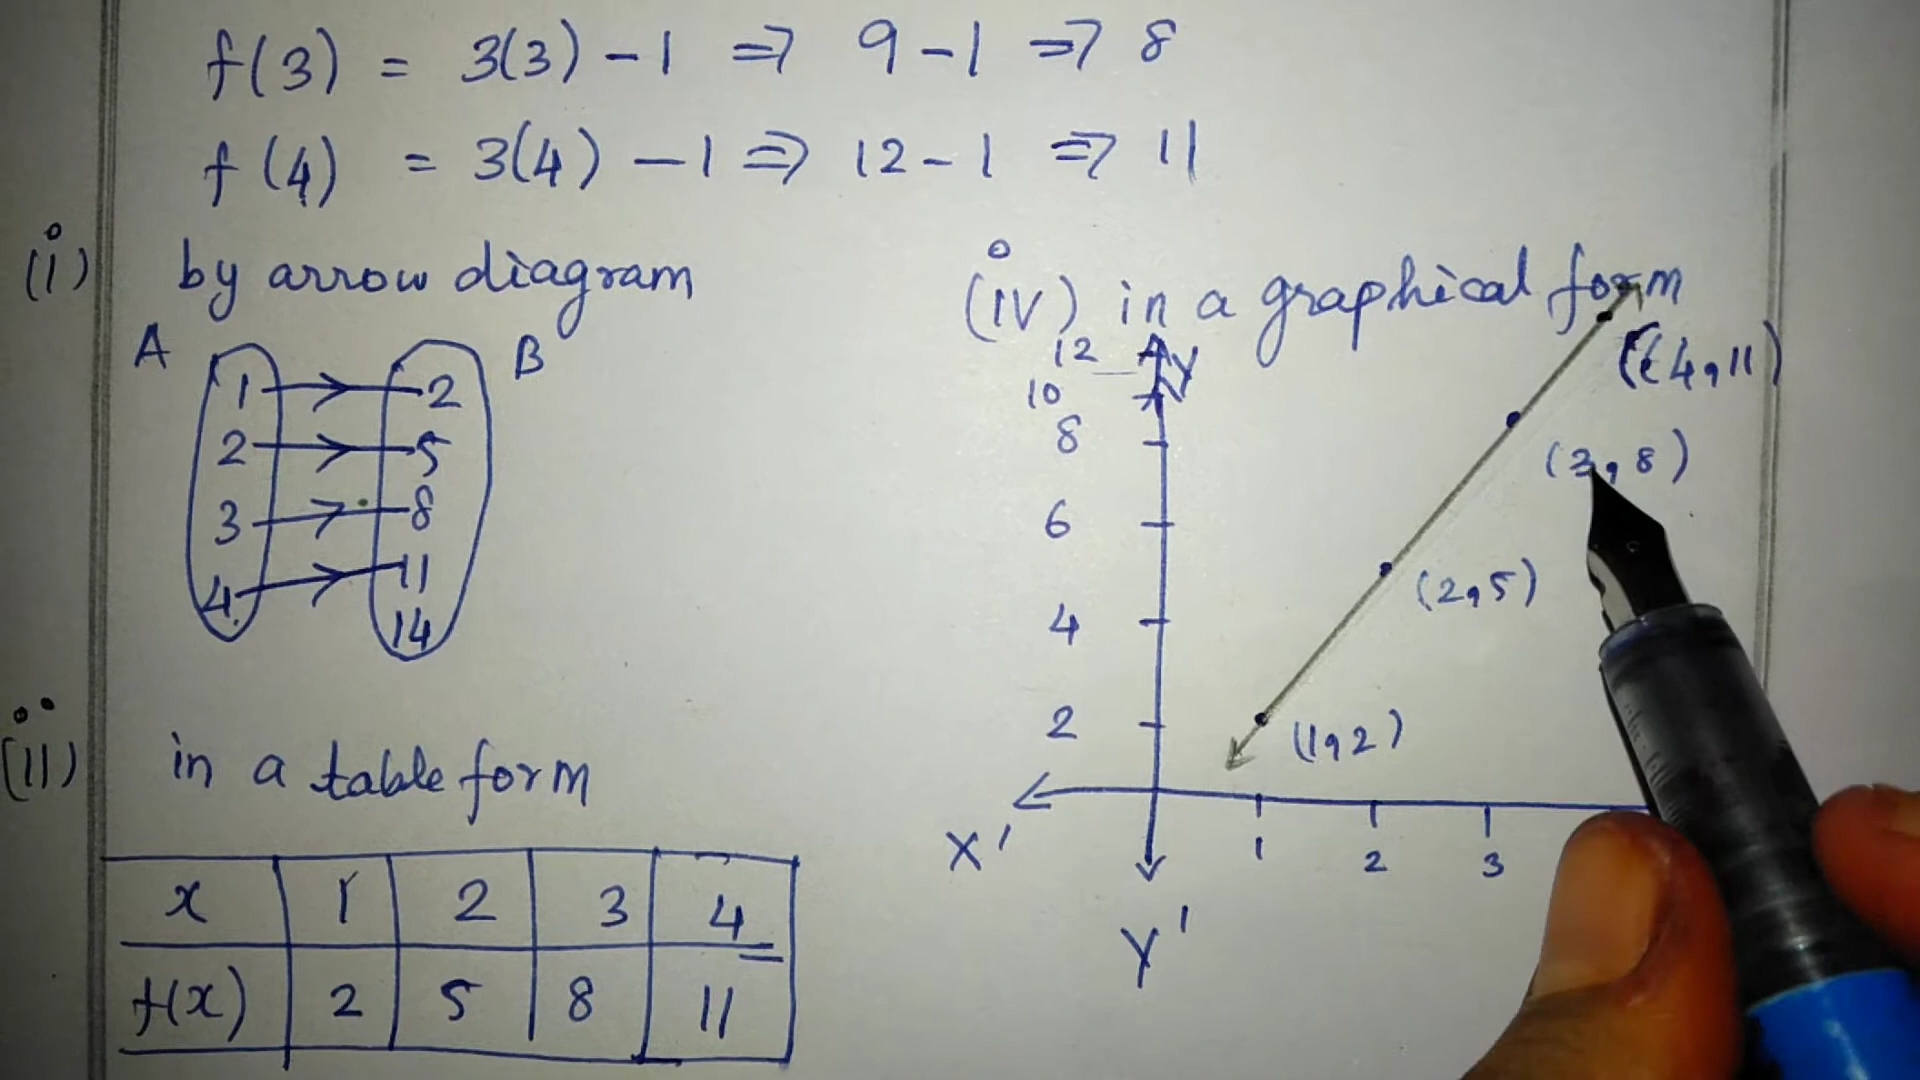 f(3) = 3(3) - 1 ⇒ 9 - 1 ⇒ 8
f(4) = 3(4) - 1 ⇒ 12 - 1 ⇒ 11
(i) by arrow diagram
A B
1 → 2
2 → 5
3 → 8
4 → 11
14
(ii) in a table form
x 1 2 3 4
f(x) 2 5 8 11
(iv) in a graphical form
12 Y
10
8
6
4
2
(4,11)
(3,8)
(2,5)
(1,2)
X' 1 2 3
Y'